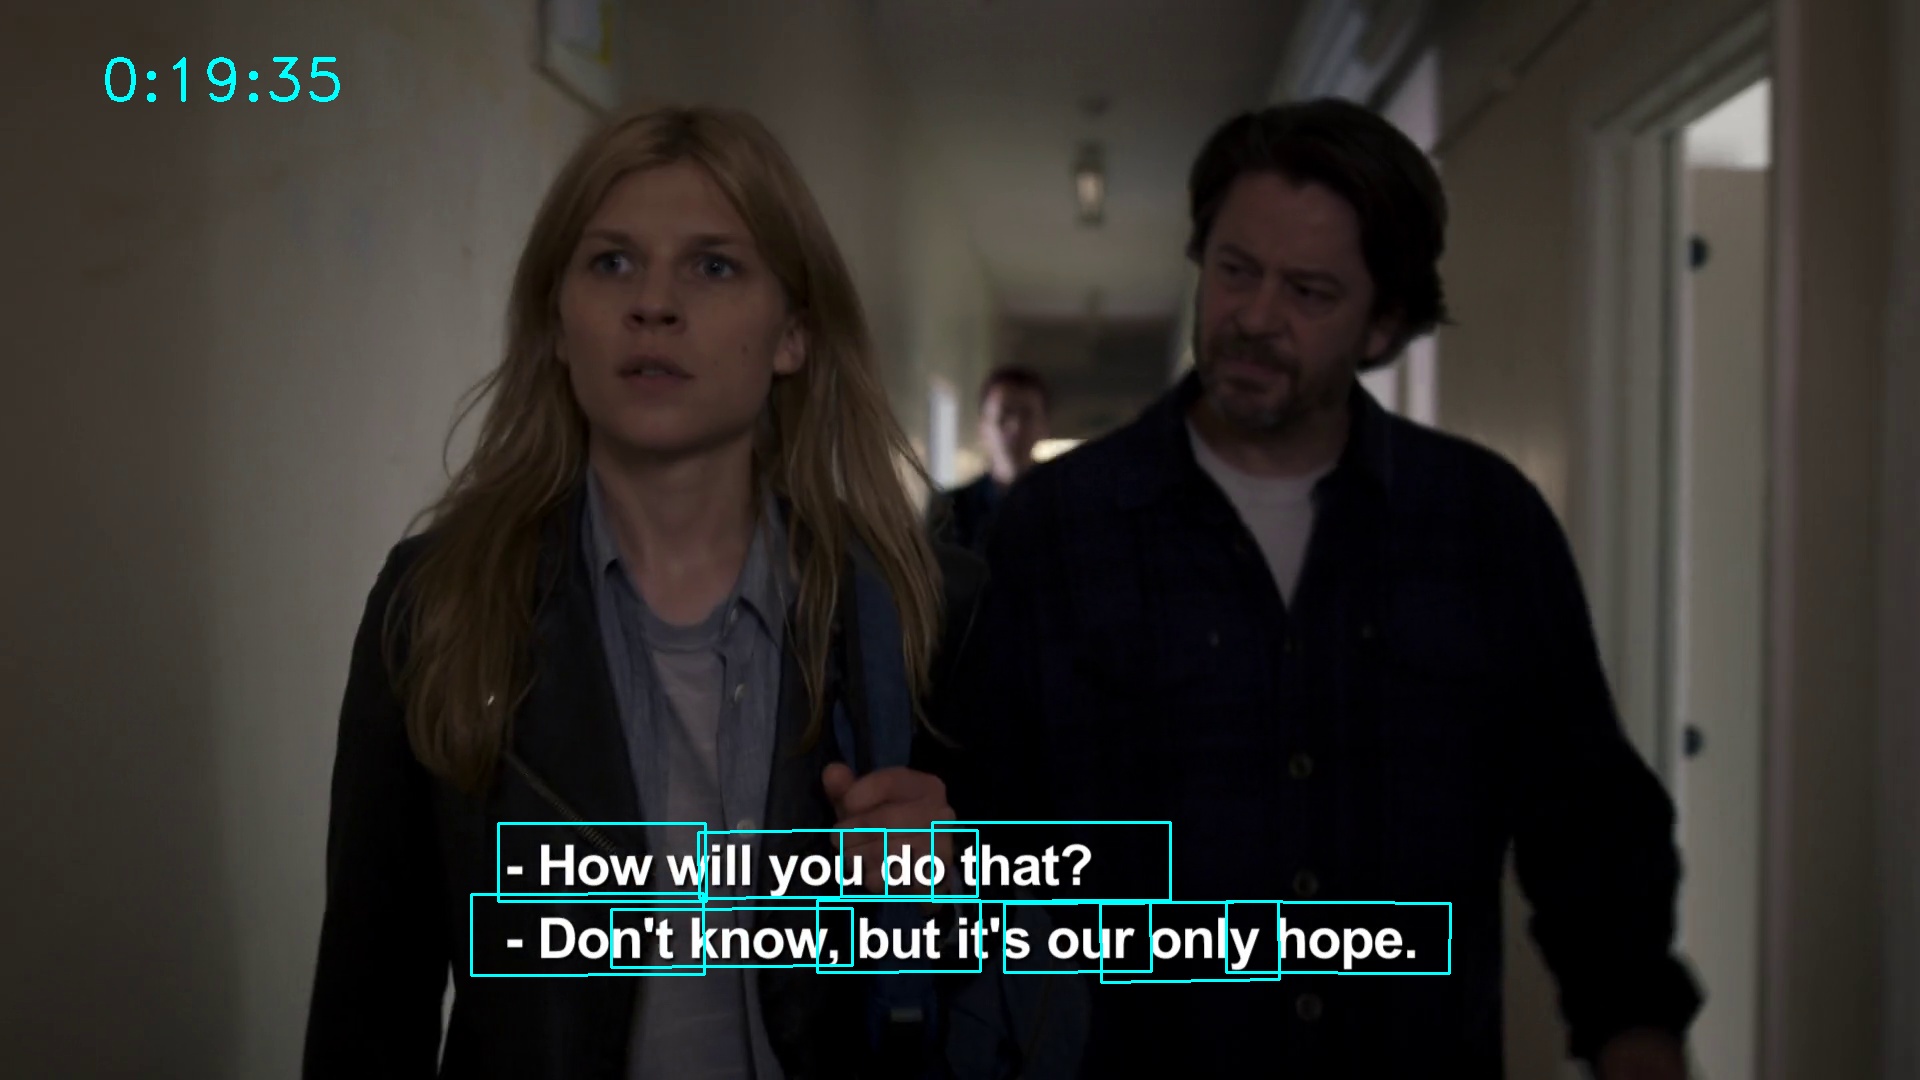 0:19:35
- How will you do that?
- Don't know, but it's our only hope.